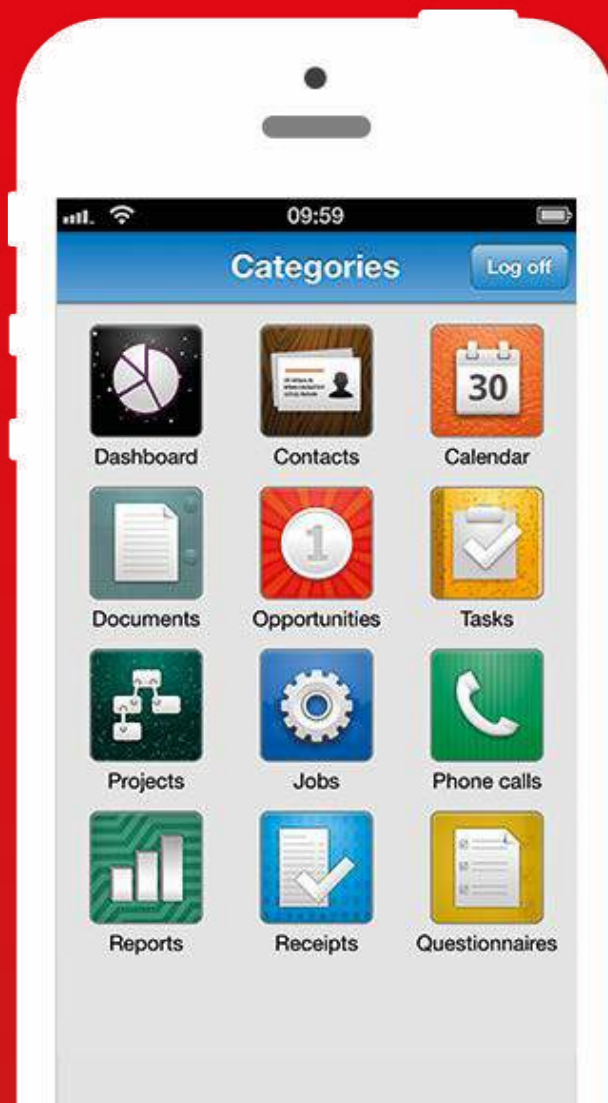 09:59
Categories
Log off
30
Dashboard
Contacts
Calendar
1
Documents
Opportunities
Tasks
Projects
Jobs
Phone calls
Reports
Receipts
Questionnaires